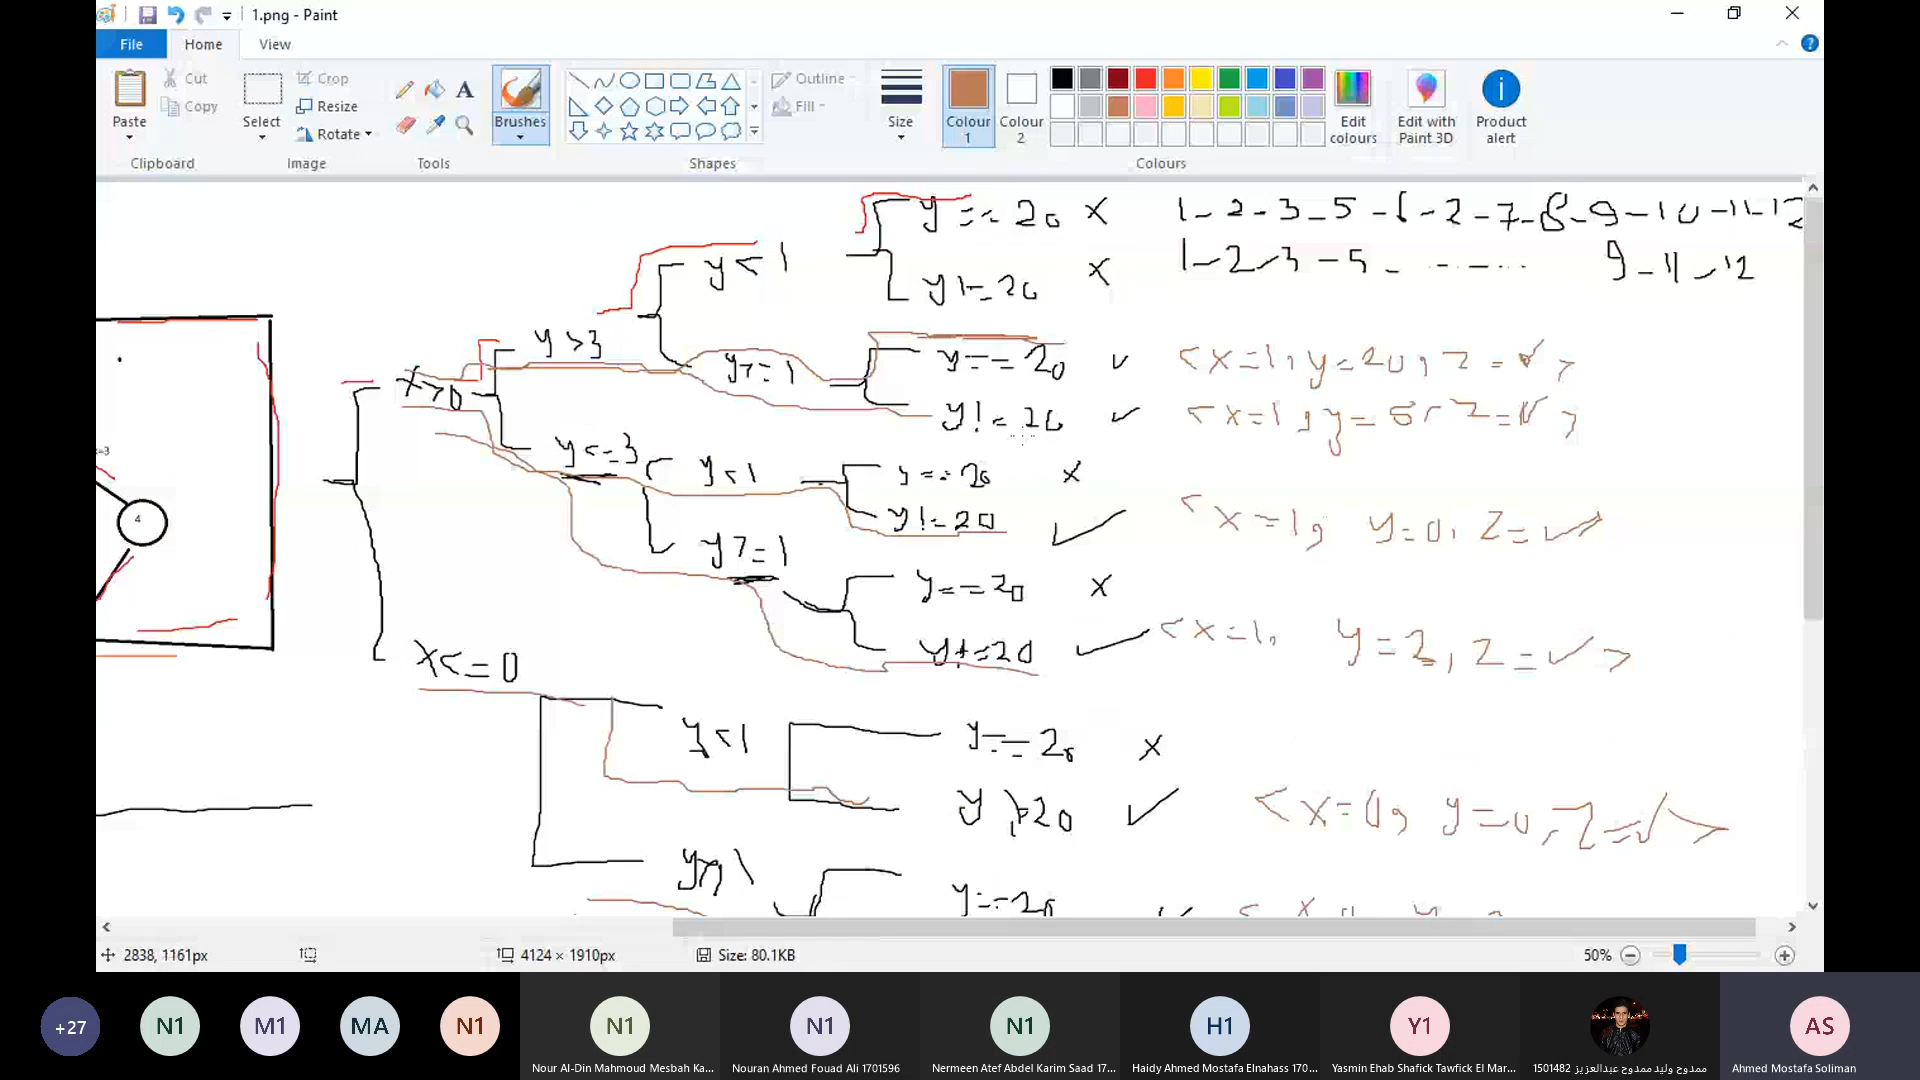 1.png - Paint
File Home View
Paste Cut Copy Select Crop Resize Rotate Brushes Outline Fill Size Colour 1 Colour 2 Edit colours Edit with Paint 3D Product alert
Clipboard Image Tools Shapes Colours
y == 20 X 1 - 2 - 3 - 5 - 6 - 2 - 7 - 8 - 9 - 10 - 11 - 12
y < 1
y != 20 X 1 - 2 - 3 - 5 - ...... 9 - 11 - 12
y > 3
y >= 1
y == 20 ✓ < x = 1, y = 20, z = ✓ >
x > 0
y != 20 ✓ < x = 1, y = 5, z = ✓ >
y <= 3
y < 1
y == 20 X
y != 20 ✓ < x = 1, y = 0, z = ✓
4
y >= 1
y == 20 X
y != 20 ✓ < x = 1, y = 2, z = ✓ >
x <= 0
y < 1
y == 20 X
✓ < x = 0, y = 0, z = ✓ >
y == 20
2838, 1161px 4124 × 1910px Size: 80.1KB 50%
+27 N1 M1 MA N1 N1 N1 N1 H1 Y1 AS
Nour Al-Din Mahmoud Mesbah Ka... Nouran Ahmed Fouad Ali 1701596 Nermeen Atef Abdel Karim Saad 17... Haidy Ahmed Mostafa Elnahass 170... Yasmin Ehab Shafick Tawfick El Mar... ممدوح وليد ممدوح عبدالعزيز 1501482 Ahmed Mostafa Soliman